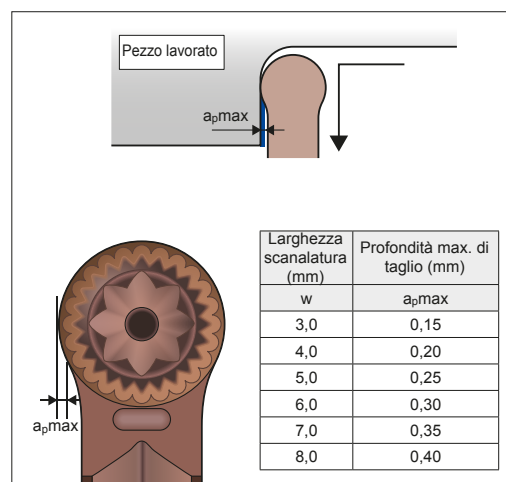 Pezzo lavorato
apmax
Larghezza scanalatura (mm)
Profondità max. di taglio (mm)
w
apmax
3,0
0,15
4,0
0,20
5,0
0,25
6,0
0,30
7,0
0,35
8,0
0,40
apmax